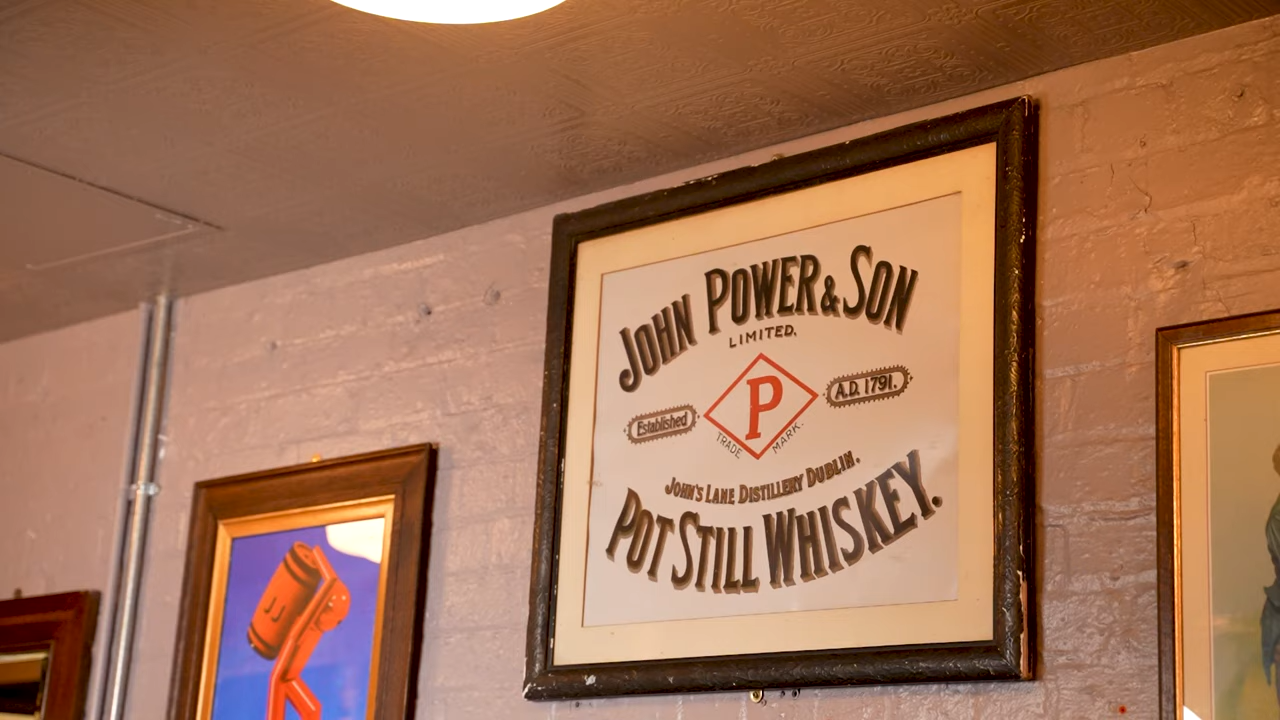 JOHN POWER & SON
LIMITED.
Established
P
A.D. 1791.
TRADE MARK.
JOHN'S LANE DISTILLERY DUBLIN.
POT STILL WHISKEY.